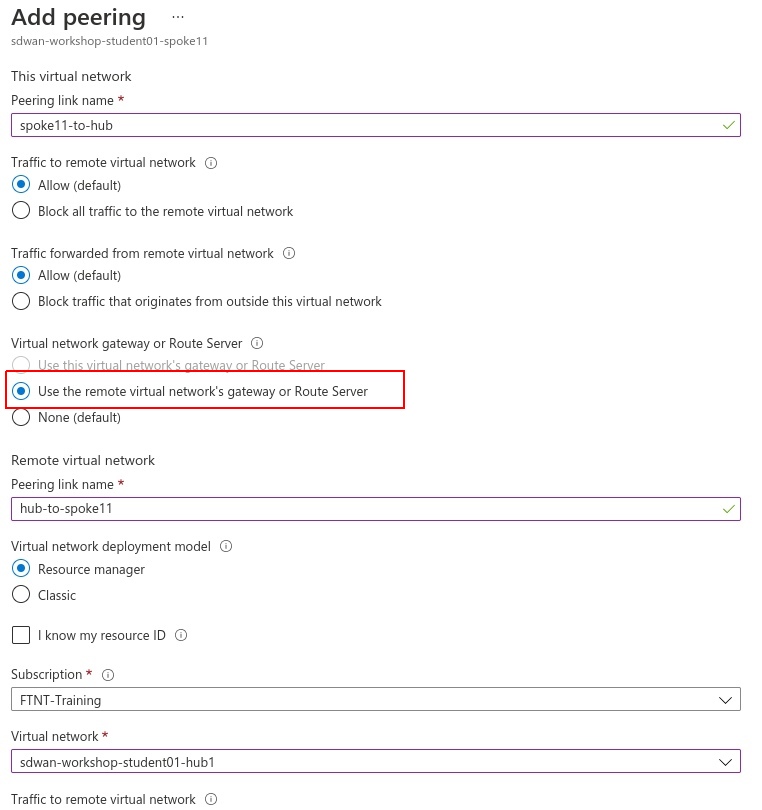 Add peering ...
sdwan-workshop-student01-spoke11
This virtual network
Peering link name *
spoke11-to-hub
Traffic to remote virtual network
Allow (default)
Block all traffic to the remote virtual network
Traffic forwarded from remote virtual network
Allow (default)
Block traffic that originates from outside this virtual network
Virtual network gateway or Route Server
Use this virtual network's gateway or Route Server
Use the remote virtual network's gateway or Route Server
None (default)
Remote virtual network
Peering link name *
hub-to-spoke11
Virtual network deployment model
Resource manager
Classic
I know my resource ID
Subscription *
FTNT-Training
Virtual network *
sdwan-workshop-student01-hub1
Traffic to remote virtual network